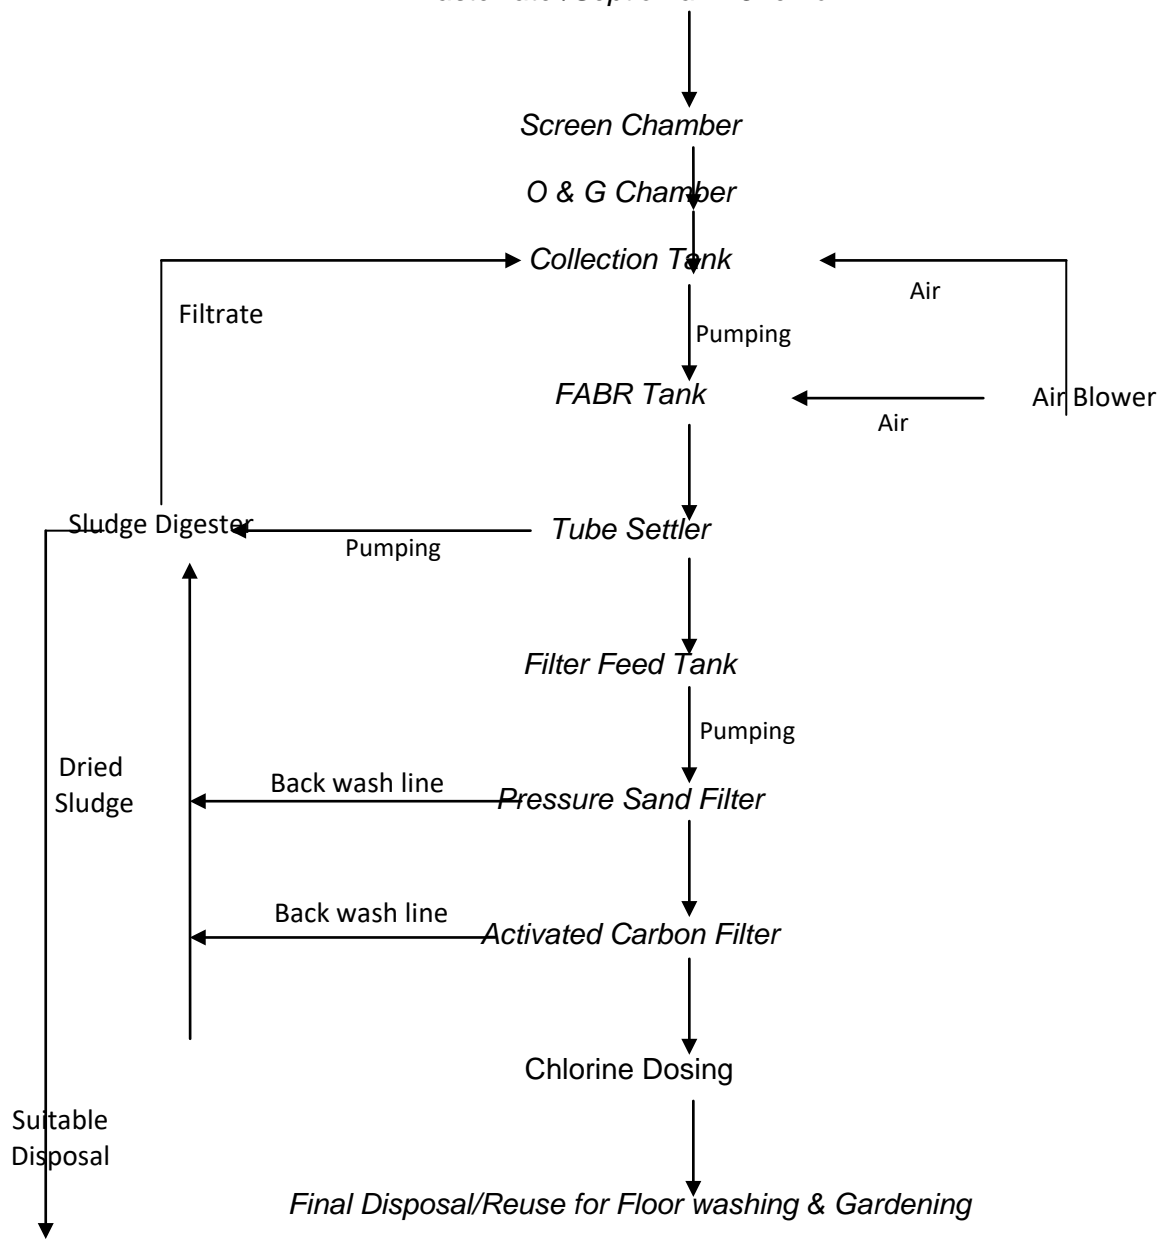 Screen Chamber
O & G Chamber
Collection Tank
Air
Filtrate
Pumping
FABR Tank
Air Blower
Air
Sludge Digester
Tube Settler
Pumping
Filter Feed Tank
Pumping
Dried
Sludge
Back wash line
Pressure Sand Filter
Back wash line
Activated Carbon Filter
Chlorine Dosing
Suitable
Disposal
Final Disposal/Reuse for Floor washing & Gardening